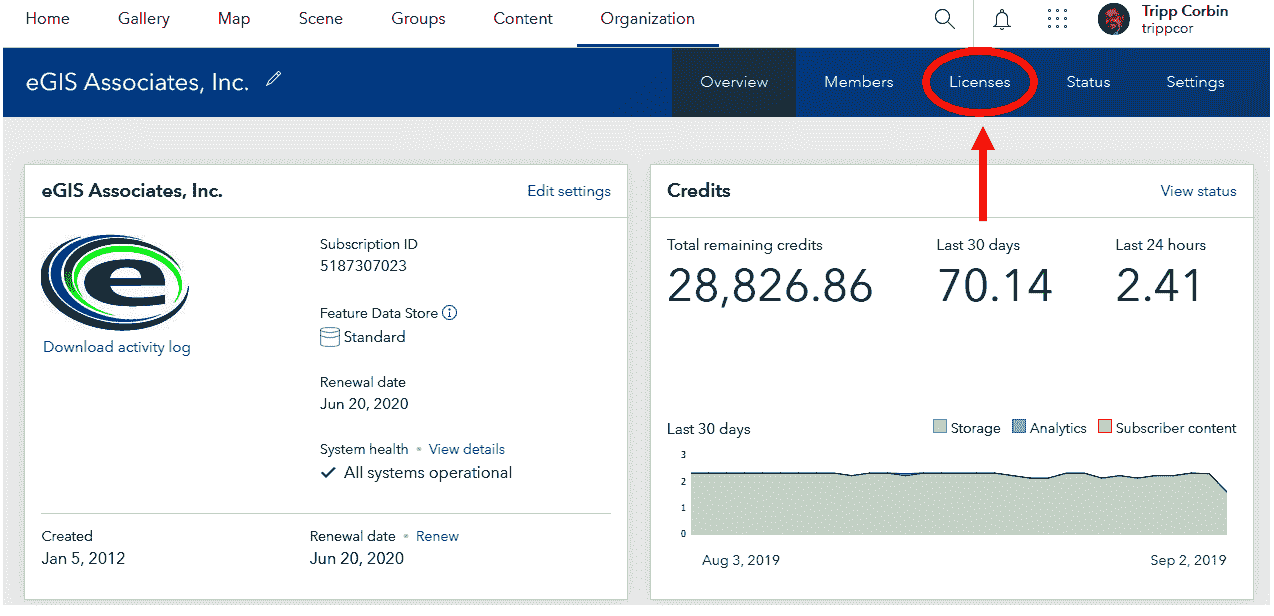 Home Gallery Map Scene Groups Content Organization Tripp Corbin
trippcor
eGIS Associates, Inc. Overview Members Licenses Status Settings
eGIS Associates, Inc. Edit settings
e
Download activity log
Subscription ID
5187307023
Feature Data Store
Standard
Renewal date
Jun 20, 2020
System health • View details
All systems operational
Created
Jan 5, 2012
Renewal date • Renew
Jun 20, 2020
Credits View status
Total remaining credits Last 30 days Last 24 hours
28,826.86 70.14 2.41
Last 30 days Storage Analytics Subscriber content
3
2
1
0
Aug 3, 2019 Sep 2, 2019